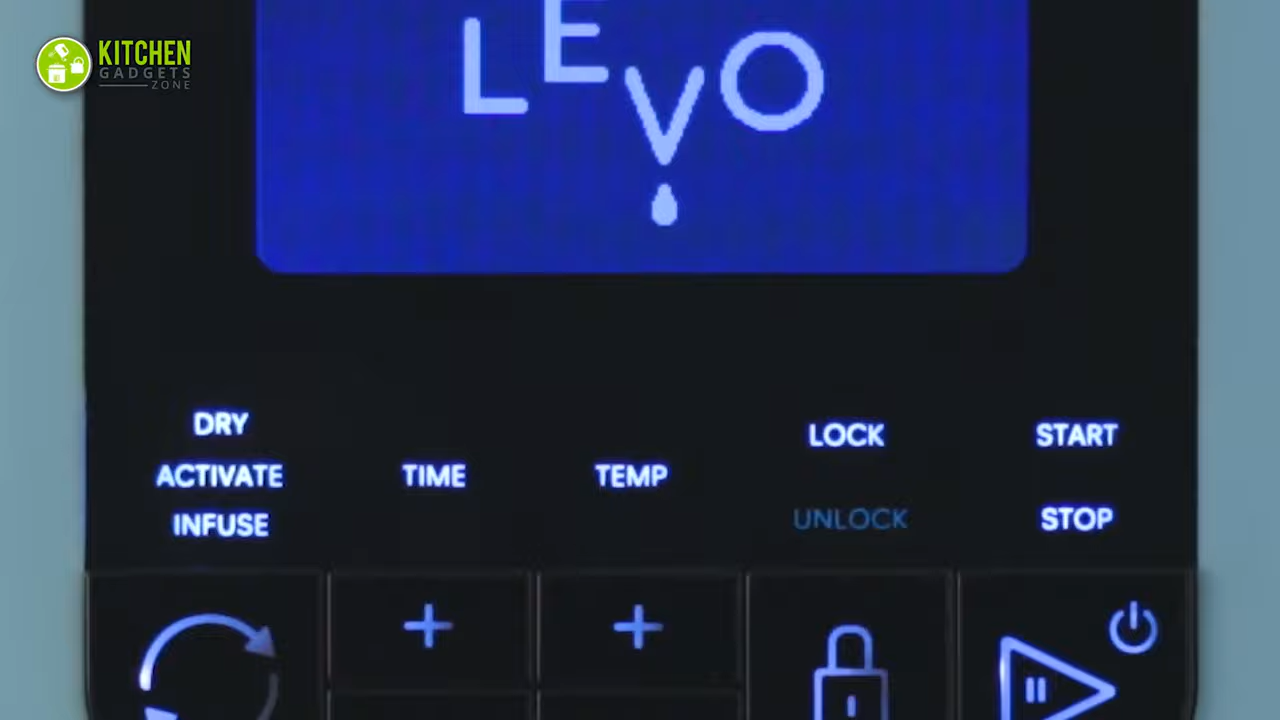 KITCHEN
GADGETS
ZONE
LEVO
DRY
ACTIVATE
INFUSE
TIME
TEMP
LOCK
UNLOCK
START
STOP
+
+